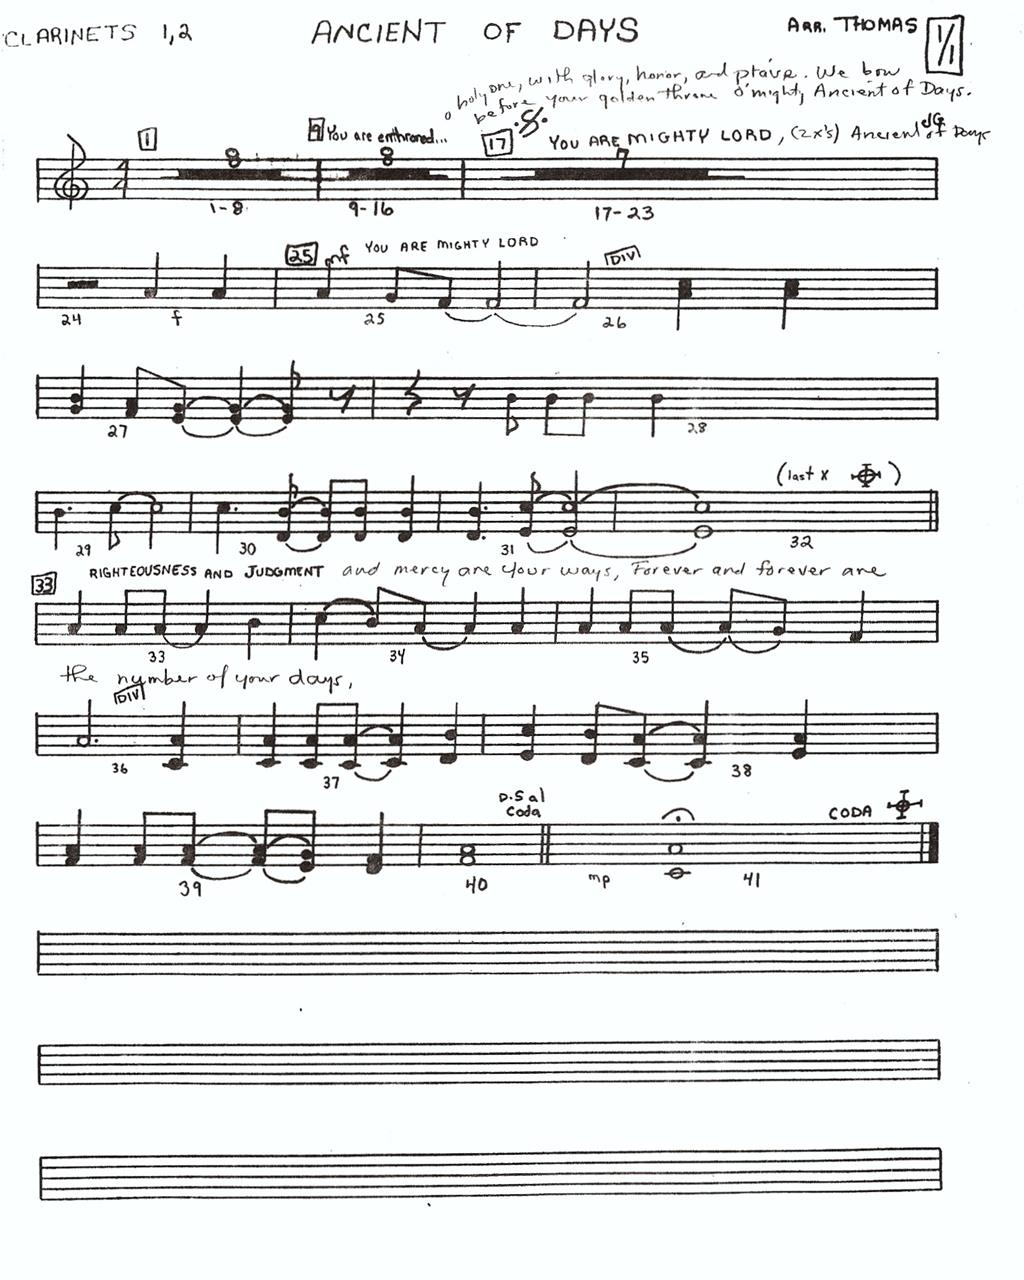 CLARINETS 1,2 ANCIENT OF DAYS ARR. THOMAS 1/1
o holy one, with glory, honor, and praise. We bow
before your golden throne o'mighty Ancient of Days.
1 9 You are enthroned... 17 YOU ARE MIGHTY LORD, (2x's) Ancient of Days
8 8 7
1-8 9-16 17-23
25 mf YOU ARE MIGHTY LORD DIV
24 f 25 26
27 28
(last x )
29 30 31 32
33 RIGHTEOUSNESS AND JUDGMENT and mercy are your ways, Forever and forever are
33 34 35
the number of your days,
DIV
36 37 38
D.S al
Coda CODA
39 40 mp 41